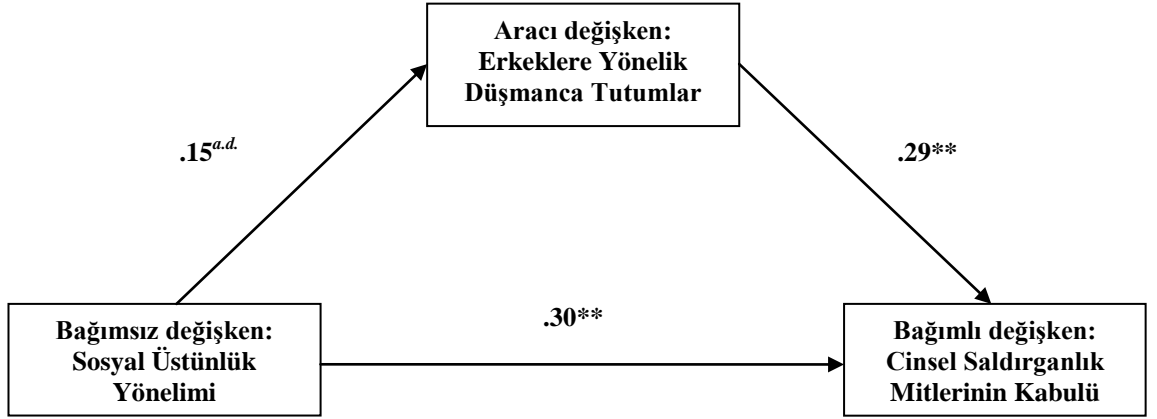 Aracı değişken:
Erkeklere Yönelik
Düşmanca Tutumlar
.15a.d.
.29**
.30**
Bağımsız değişken:
Sosyal Üstünlük
Yönelimi
Bağımlı değişken:
Cinsel Saldırganlık
Mitlerinin Kabulü